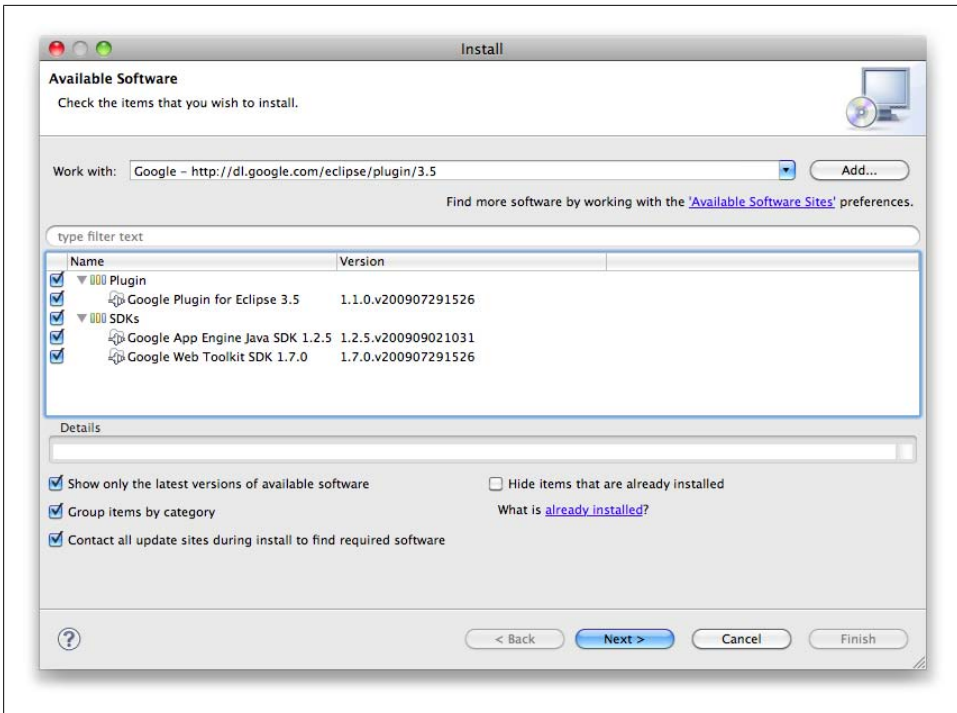 Install
Available Software
Check the items that you wish to install.
Work with: Google – http://dl.google.com/eclipse/plugin/3.5 Add...
Find more software by working with the 'Available Software Sites' preferences.
type filter text
Name Version
Plugin
Google Plugin for Eclipse 3.5 1.1.0.v200907291526
SDKs
Google App Engine Java SDK 1.2.5 1.2.5.v200909021031
Google Web Toolkit SDK 1.7.0 1.7.0.v200907291526
Details
Show only the latest versions of available software Hide items that are already installed
Group items by category What is already installed?
Contact all update sites during install to find required software
? < Back Next > Cancel Finish